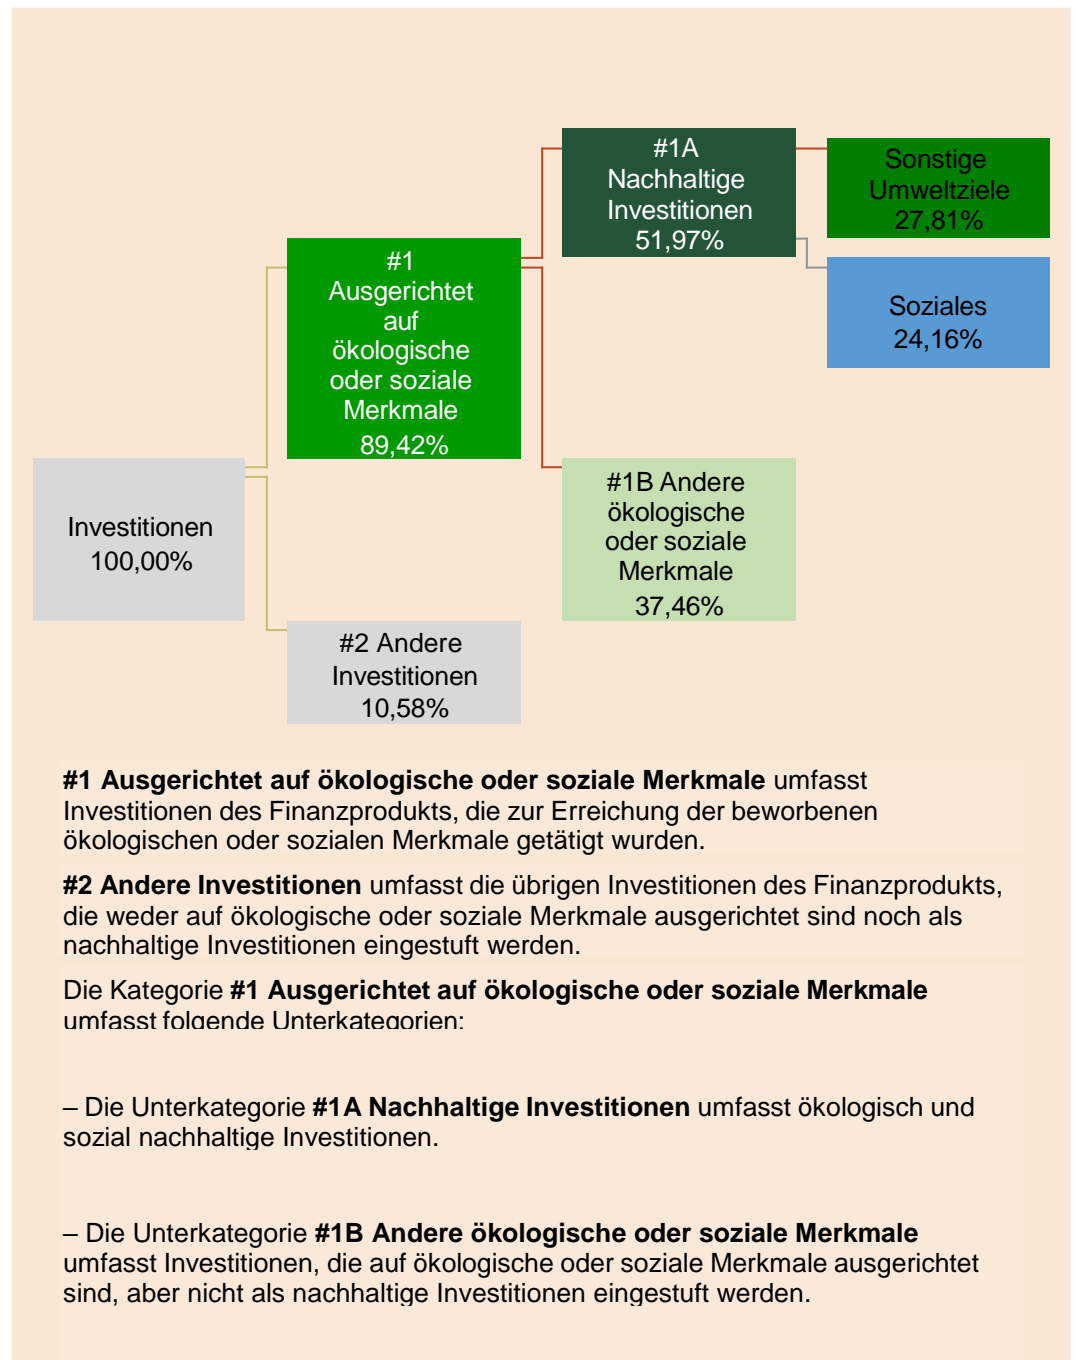 #1A
Nachhaltige
Investitionen
51,97%
Sonstige
Umweltziele
27,81%
Soziales
24,16%
#1
Ausgerichtet
auf
ökologische
oder soziale
Merkmale
89,42%
#1B Andere
ökologische
oder soziale
Merkmale
37,46%
Investitionen
100,00%
#2 Andere
Investitionen
10,58%
#1 Ausgerichtet auf ökologische oder soziale Merkmale umfasst
Investitionen des Finanzprodukts, die zur Erreichung der beworbenen
ökologischen oder sozialen Merkmale getätigt wurden.
#2 Andere Investitionen umfasst die übrigen Investitionen des Finanzprodukts,
die weder auf ökologische oder soziale Merkmale ausgerichtet sind noch als
nachhaltige Investitionen eingestuft werden.
Die Kategorie #1 Ausgerichtet auf ökologische oder soziale Merkmale
umfasst folgende Unterkategorien:
– Die Unterkategorie #1A Nachhaltige Investitionen umfasst ökologisch und
sozial nachhaltige Investitionen.
– Die Unterkategorie #1B Andere ökologische oder soziale Merkmale
umfasst Investitionen, die auf ökologische oder soziale Merkmale ausgerichtet
sind, aber nicht als nachhaltige Investitionen eingestuft werden.